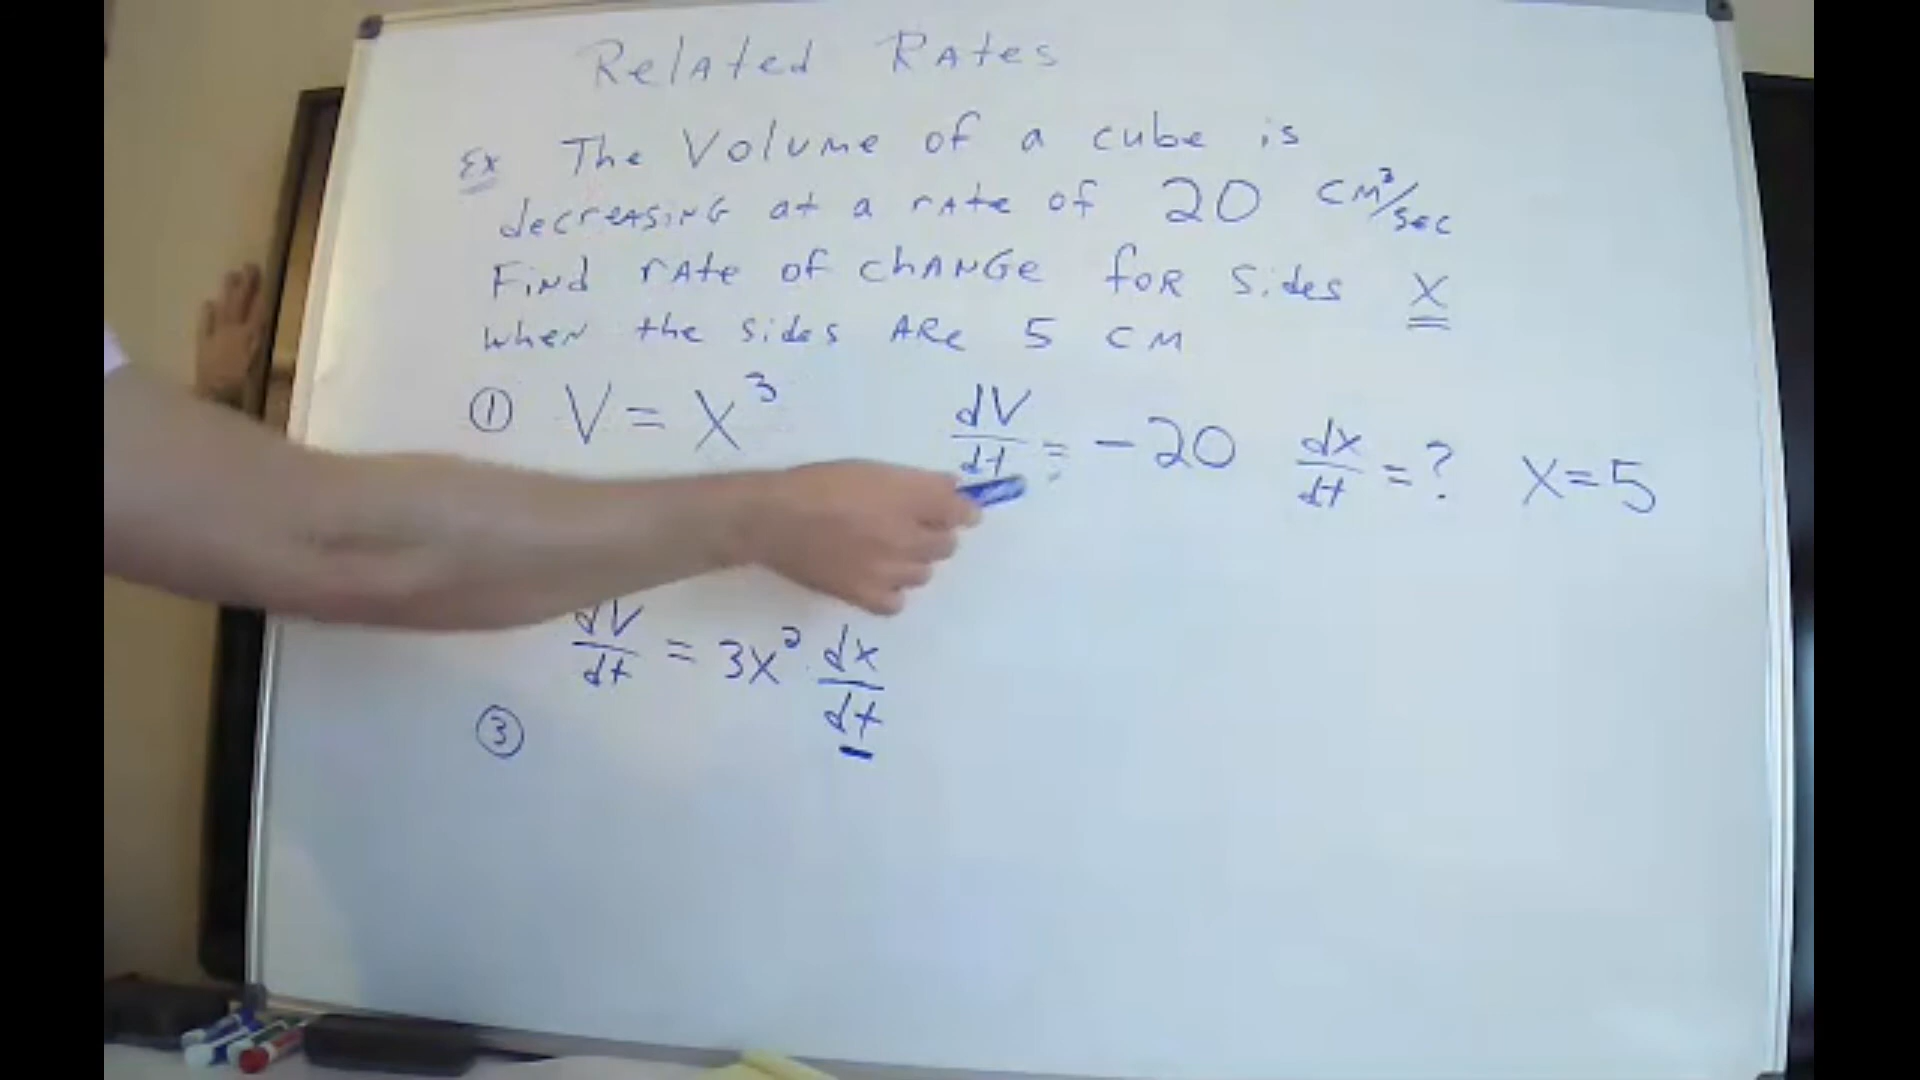 Related Rates
Ex The Volume of a cube is
decreasing at a rate of 20 cm³/sec
Find rate of change for sides x
when the sides are 5 cm
① V = x³ dV/dt = -20 dx/dt = ? x = 5
dV/dt = 3x² · dx/dt
③